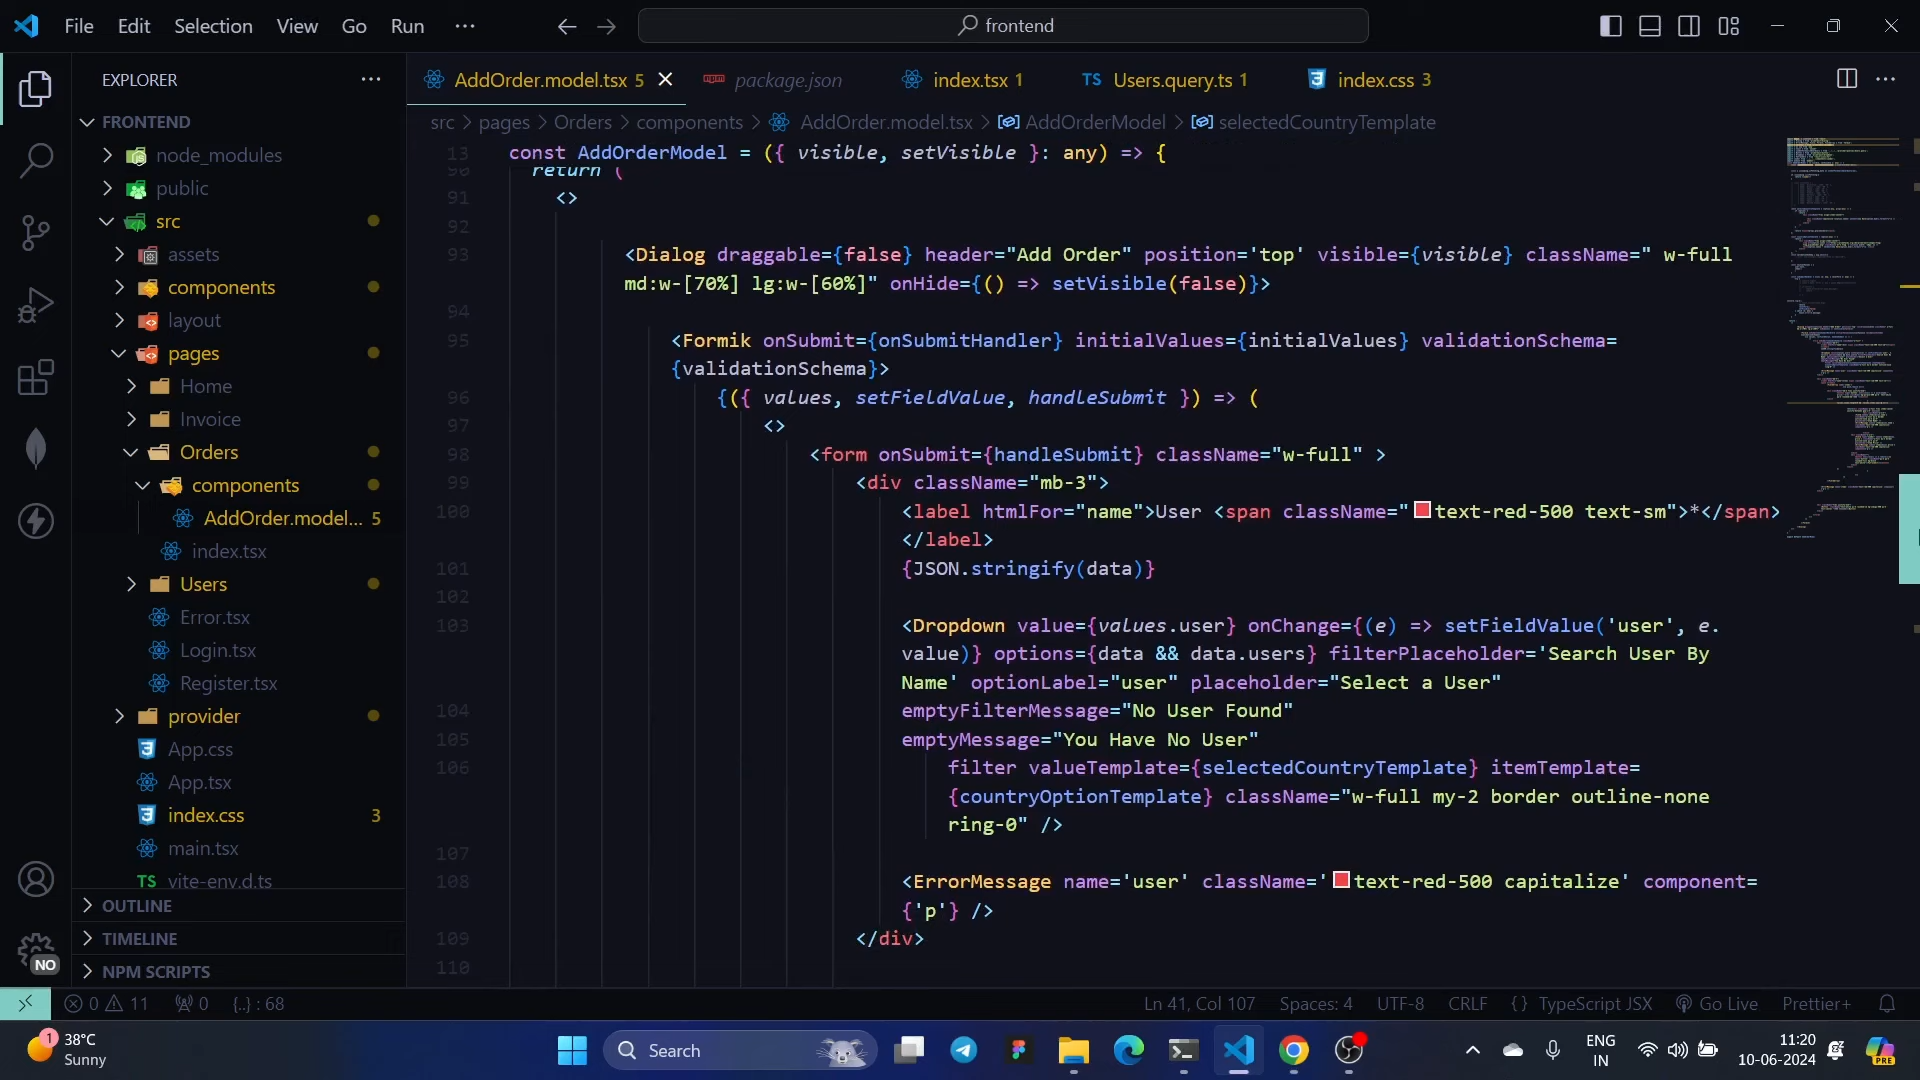 File Edit Selection View Go Run ··· frontend
EXPLORER ···
FRONTEND
node_modules
public
src
assets
components
layout
pages
Home
Invoice
Orders
components
AddOrder.model... 5
index.tsx
Users
Error.tsx
Login.tsx
Register.tsx
provider
App.css
App.tsx
index.css 3
main.tsx
TS vite-env.d.ts
OUTLINE
TIMELINE
NPM SCRIPTS
AddOrder.model.tsx 5 package.json index.tsx 1 TS Users.query.ts 1 index.css 3 ···
src > pages > Orders > components > AddOrder.model.tsx > AddOrderModel > selectedCountryTemplate
13 const AddOrderModel = ({ visible, setVisible }: any) => {
90 return (
91 <>
92
93 <Dialog draggable={false} header="Add Order" position='top' visible={visible} className=" w-full
md:w-[70%] lg:w-[60%]" onHide={() => setVisible(false)}>
94
95 <Formik onSubmit={onSubmitHandler} initialValues={initialValues} validationSchema=
{validationSchema}>
96 {({ values, setFieldValue, handleSubmit }) => (
97 <>
98 <form onSubmit={handleSubmit} className="w-full" >
99 <div className="mb-3">
100 <label htmlFor="name">User <span className="text-red-500 text-sm">*</span>
</label>
101 {JSON.stringify(data)}
102
103 <Dropdown value={values.user} onChange={(e) => setFieldValue('user', e.
value)} options={data && data.users} filterPlaceholder='Search User By
Name' optionLabel="user" placeholder="Select a User"
104 emptyFilterMessage="No User Found"
105 emptyMessage="You Have No User"
106 filter valueTemplate={selectedCountryTemplate} itemTemplate=
{countryOptionTemplate} className="w-full my-2 border outline-none
ring-0" />
107
108 <ErrorMessage name='user' className='text-red-500 capitalize' component=
{'p'} />
109 </div>
110
NO
0 11 0 {..} : 68 Ln 41, Col 107 Spaces: 4 UTF-8 CRLF {} TypeScript JSX Go Live Prettier+
1 38°C
Sunny
Search
ENG
IN
11:20
10-06-2024
PRE